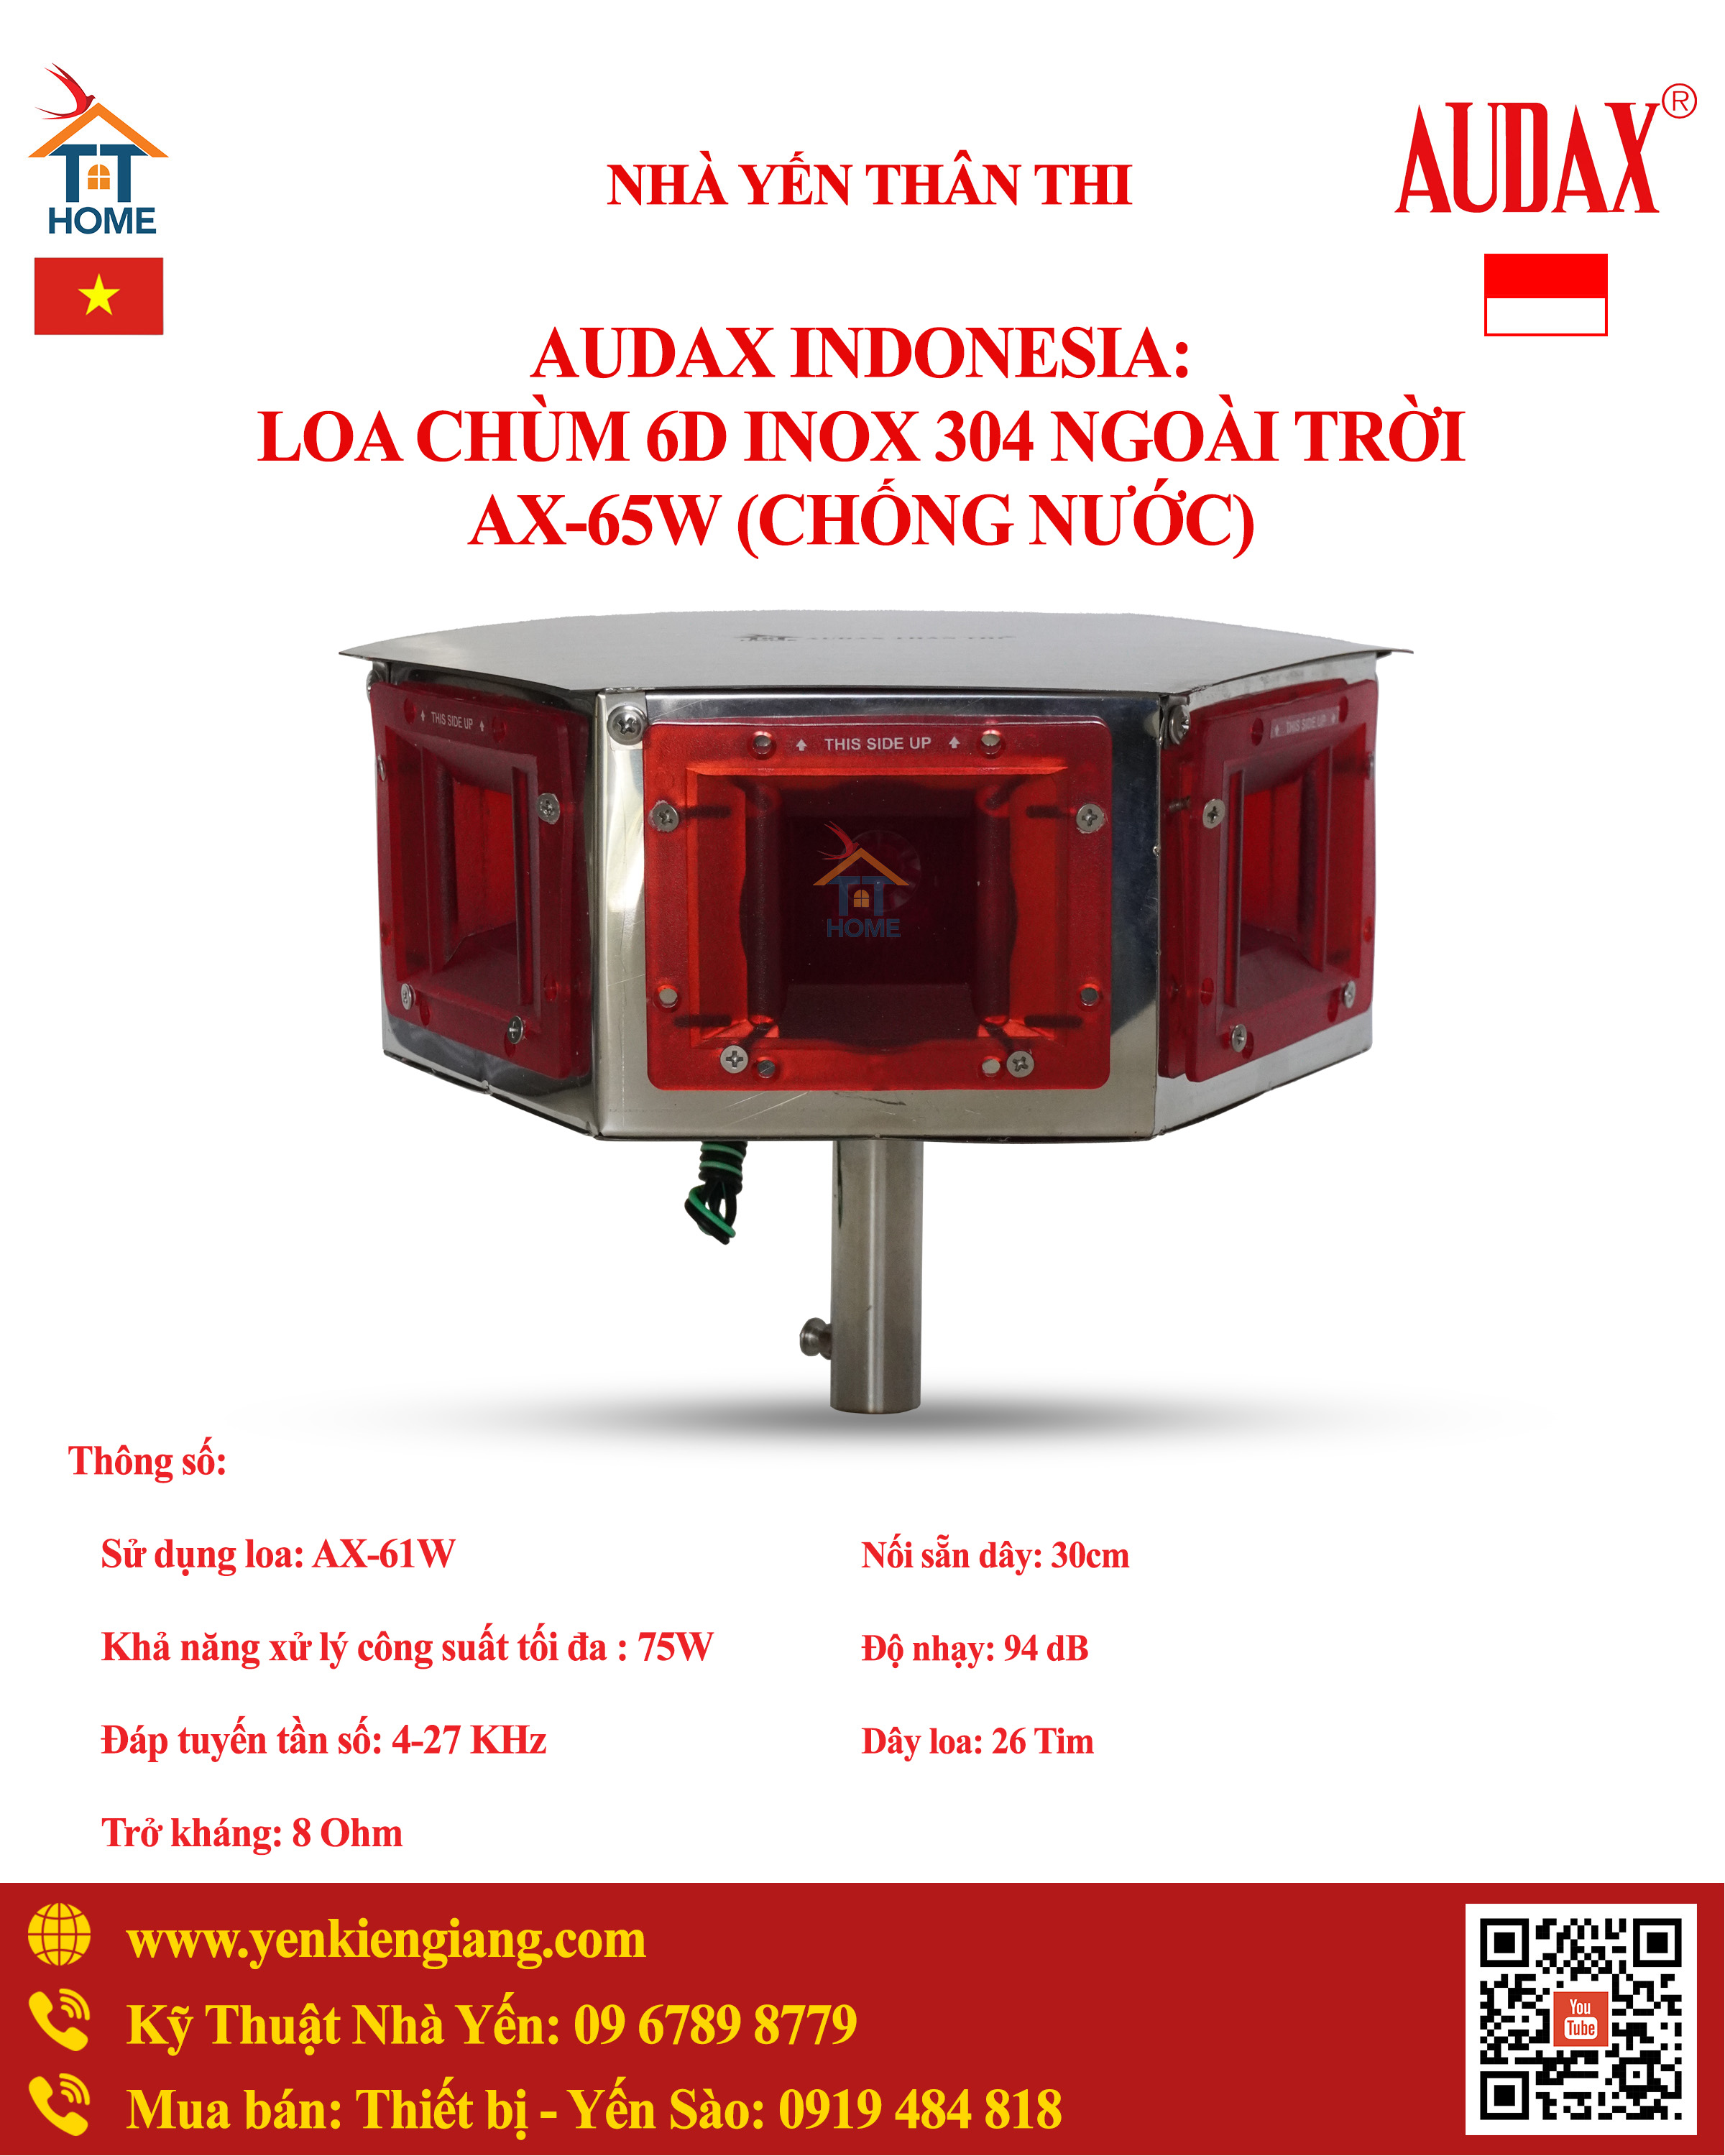 TT
HOME
NHÀ YẾN THÂN THI
AUDAX®
AUDAX INDONESIA:
LOA CHÙM 6D INOX 304 NGOÀI TRỜI
AX-65W (CHỐNG NƯỚC)
THIS SIDE UP
THIS SIDE UP
THIS SIDE UP
TT
HOME
Thông số:
Sử dụng loa: AX-61W
Khả năng xử lý công suất tối đa : 75W
Đáp tuyến tần số: 4-27 KHz
Trở kháng: 8 Ohm
Nối sẵn dây: 30cm
Độ nhạy: 94 dB
Dây loa: 26 Tim
www.yenkiengiang.com
Kỹ Thuật Nhà Yến: 09 6789 8779
Mua bán: Thiết bị - Yến Sào: 0919 484 818
You
Tube